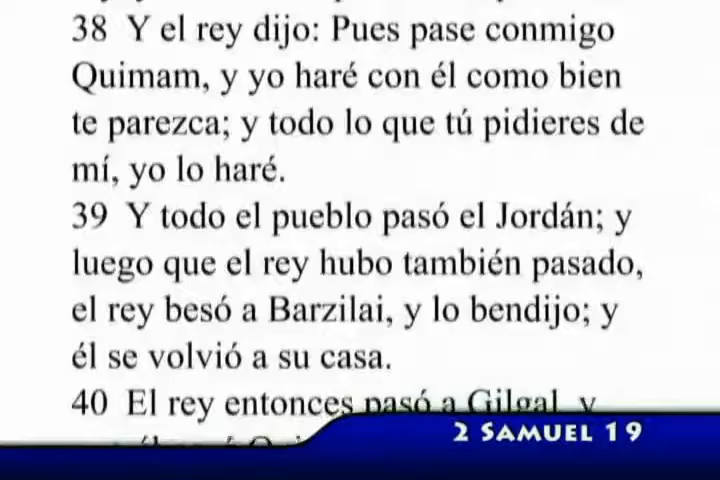 38 Y el rey dijo: Pues pase conmigo
Quimam, y yo haré con él como bien
te parezca; y todo lo que tú pidieres de
mí, yo lo haré.
39 Y todo el pueblo pasó el Jordán; y
luego que el rey hubo también pasado,
el rey besó a Barzilai, y lo bendijo; y
él se volvió a su casa.
40 El rey entonces pasó a Gilgal, y
2 SAMUEL 19